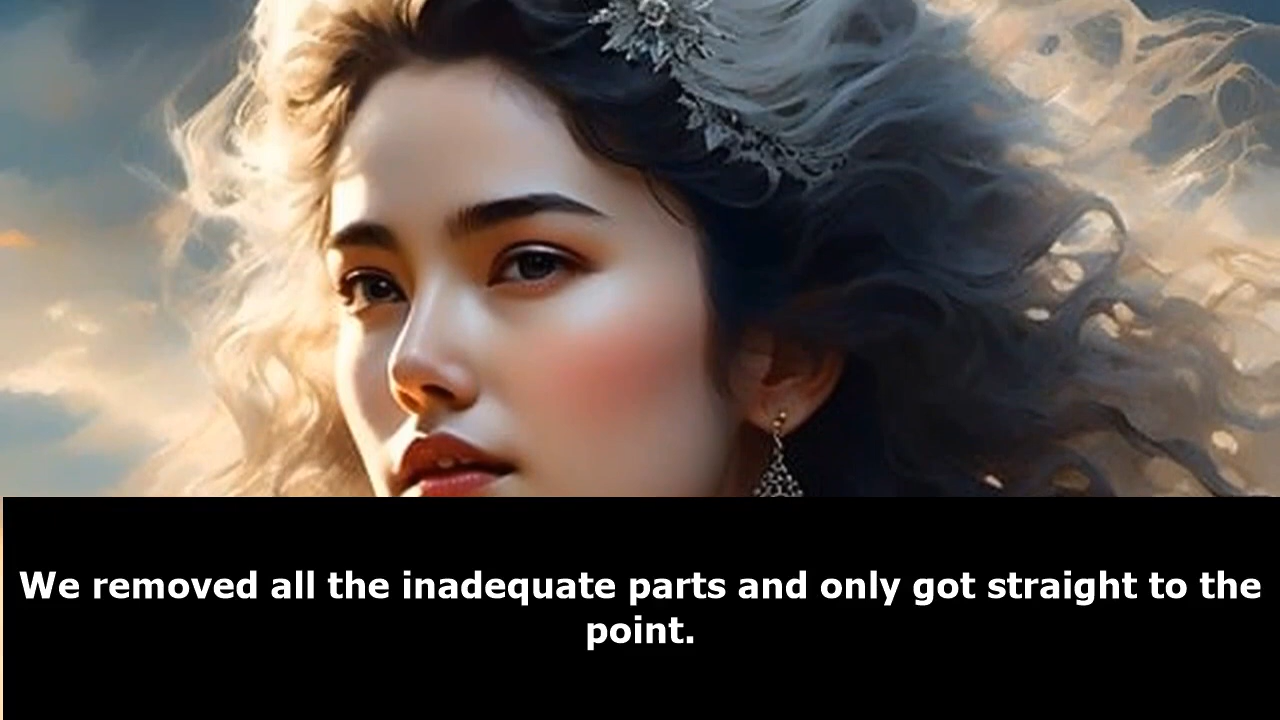 We removed all the inadequate parts and only got straight to the
point.